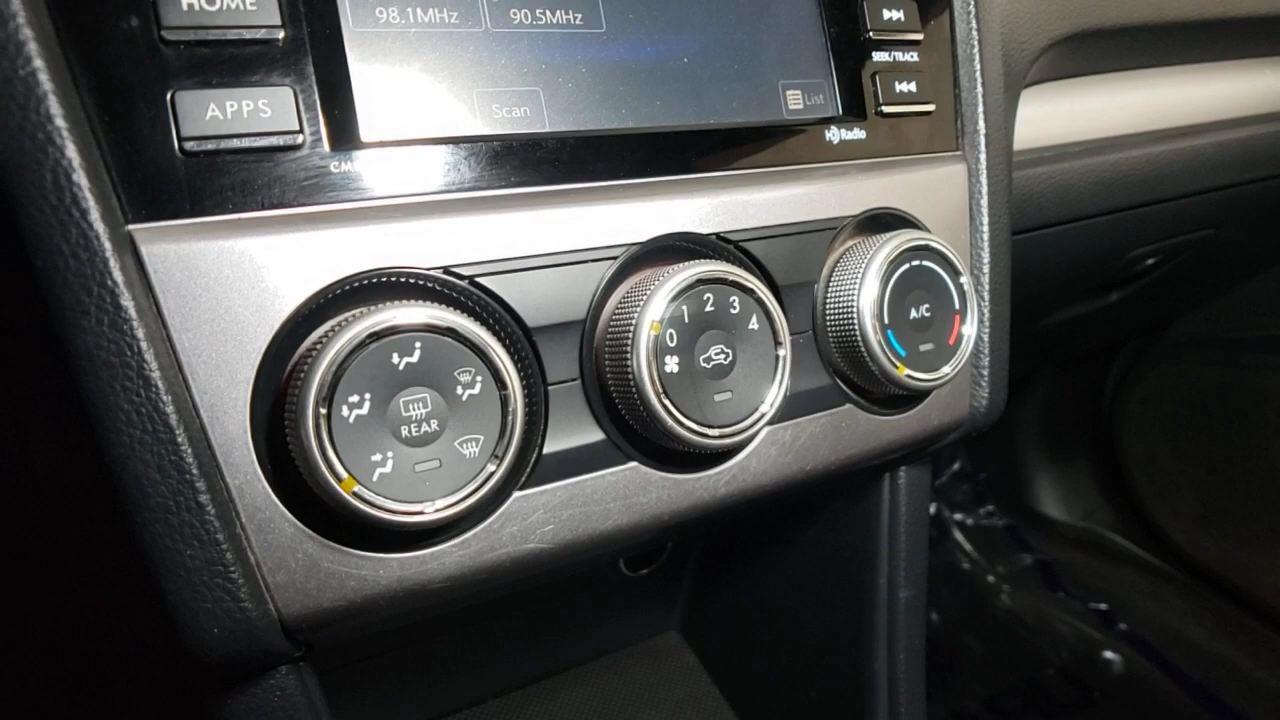 HOME
98.1MHz
90.5MHz
SEEK/TRACK
APPS
Scan
List
HD Radio
A/C
0
1
2
3
4
REAR